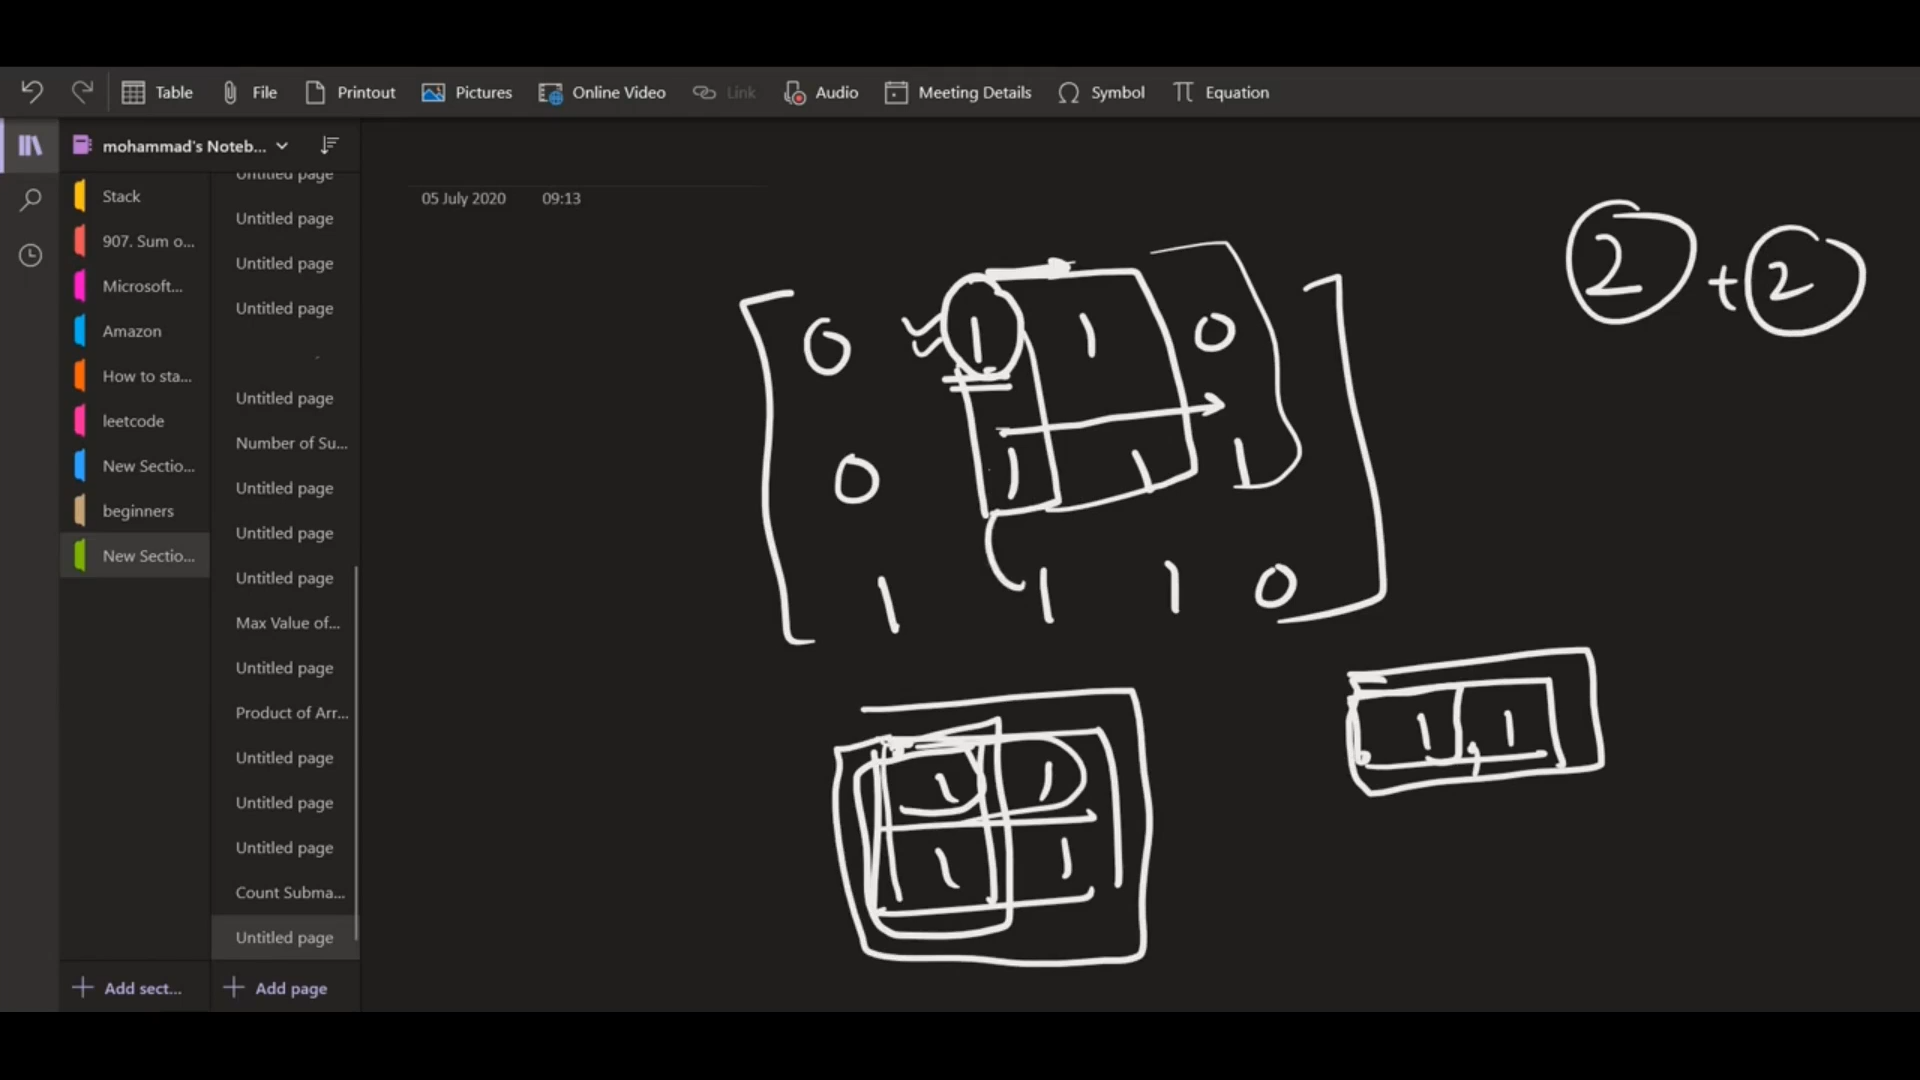 Table File Printout Pictures Online Video Link Audio Meeting Details Symbol Equation
mohammad's Noteb...
Stack
907. Sum o...
Microsoft...
Amazon
How to sta...
leetcode
New Sectio...
beginners
New Sectio...
Add sect...
Untitled page
Untitled page
Untitled page
Untitled page
Untitled page
Number of Su...
Untitled page
Untitled page
Untitled page
Max Value of...
Untitled page
Product of Arr...
Untitled page
Untitled page
Untitled page
Count Subma...
Untitled page
Add page
05 July 2020 09:13
2 + 2
0 1 1 0
0 1 1 1
1 1 1 0
1 1
1 1
1, 1